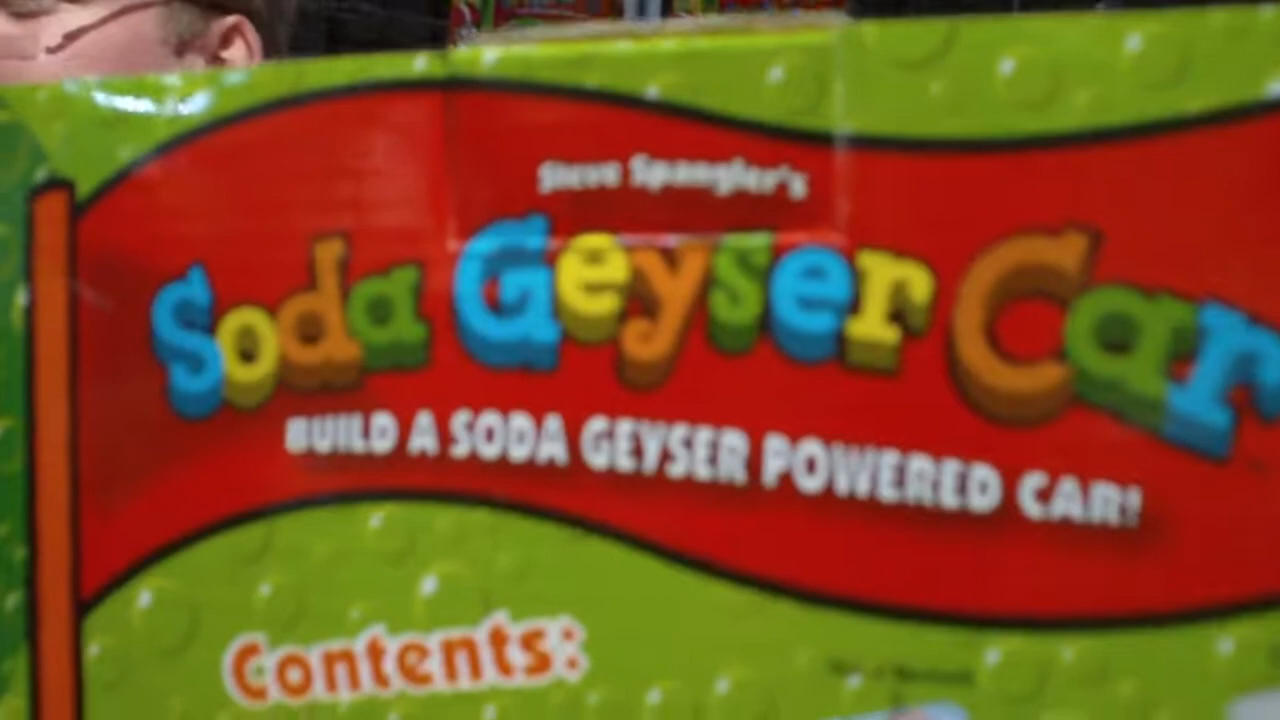 Steve Spangler's
Soda Geyser Car
BUILD A SODA GEYSER POWERED CAR!
Contents: